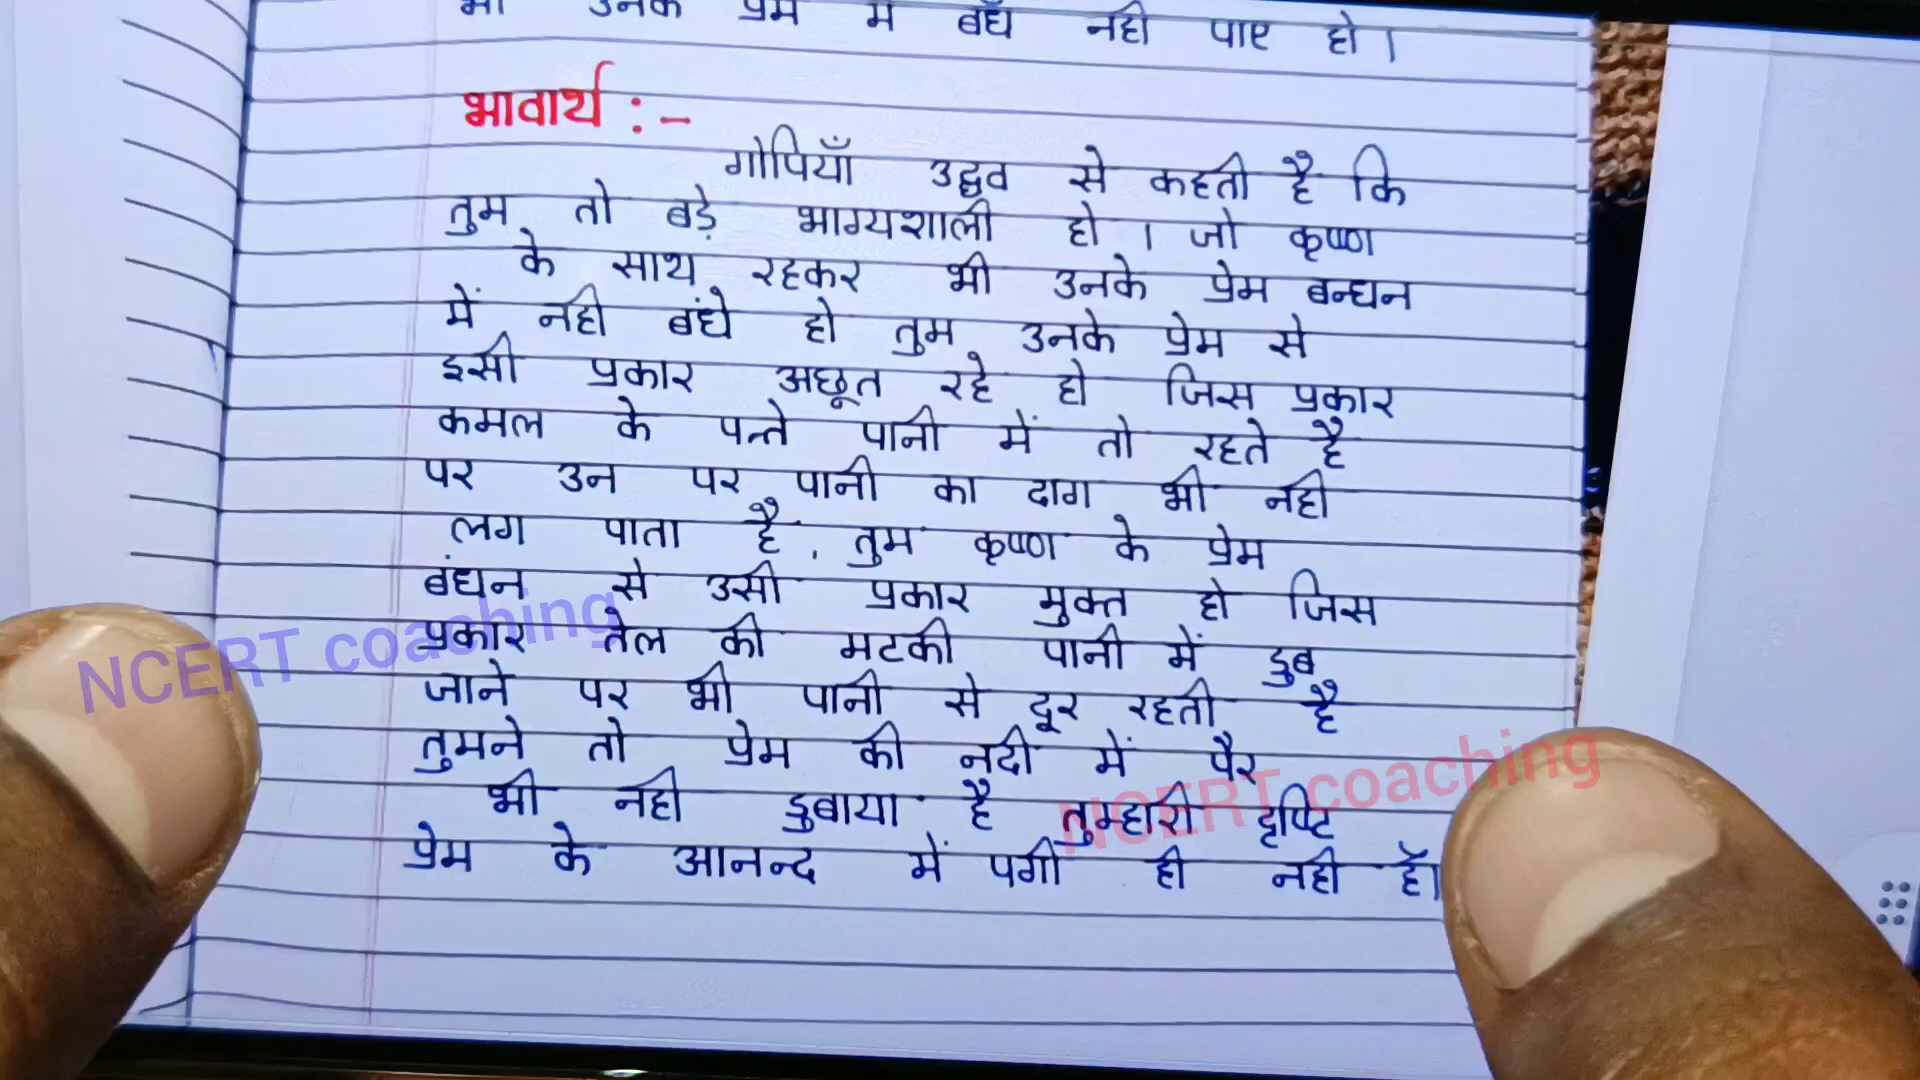 भी उनके प्रेम में बँध नही पाए हो।
भावार्थ :-
गोपियाँ उद्धव से कहती है कि
तुम तो बड़े भाग्यशाली हो । जो कृष्ण
के साथ रहकर भी उनके प्रेम बन्धन
में नही बंधे हो तुम उनके प्रेम से
इसी प्रकार अछूत रहे हो जिस प्रकार
कमल के पत्ते पानी में तो रहते है
पर उन पर पानी का दाग भी नही
लग पाता है . तुम कृष्ण के प्रेम
बंधन से उसी प्रकार मुक्त हो जिस
प्रकार तेल की मटकी पानी में डुब
जाने पर भी पानी से दूर रहती है
तुमने तो प्रेम की नदी में पैर
भी नही डुबाया है तुम्हारी दृष्टि
प्रेम के आनन्द में पगी ही नही हैं।
NCERT coaching
NCERT coaching